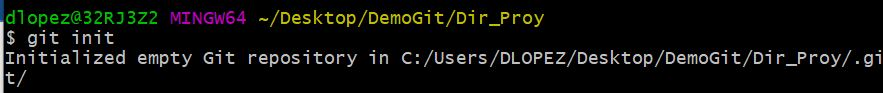 dlopez@32RJ3Z2 MINGW64 ~/Desktop/DemoGit/Dir_Proy
$ git init
Initialized empty Git repository in C:/Users/DLOPEZ/Desktop/DemoGit/Dir_Proy/.gi
t/